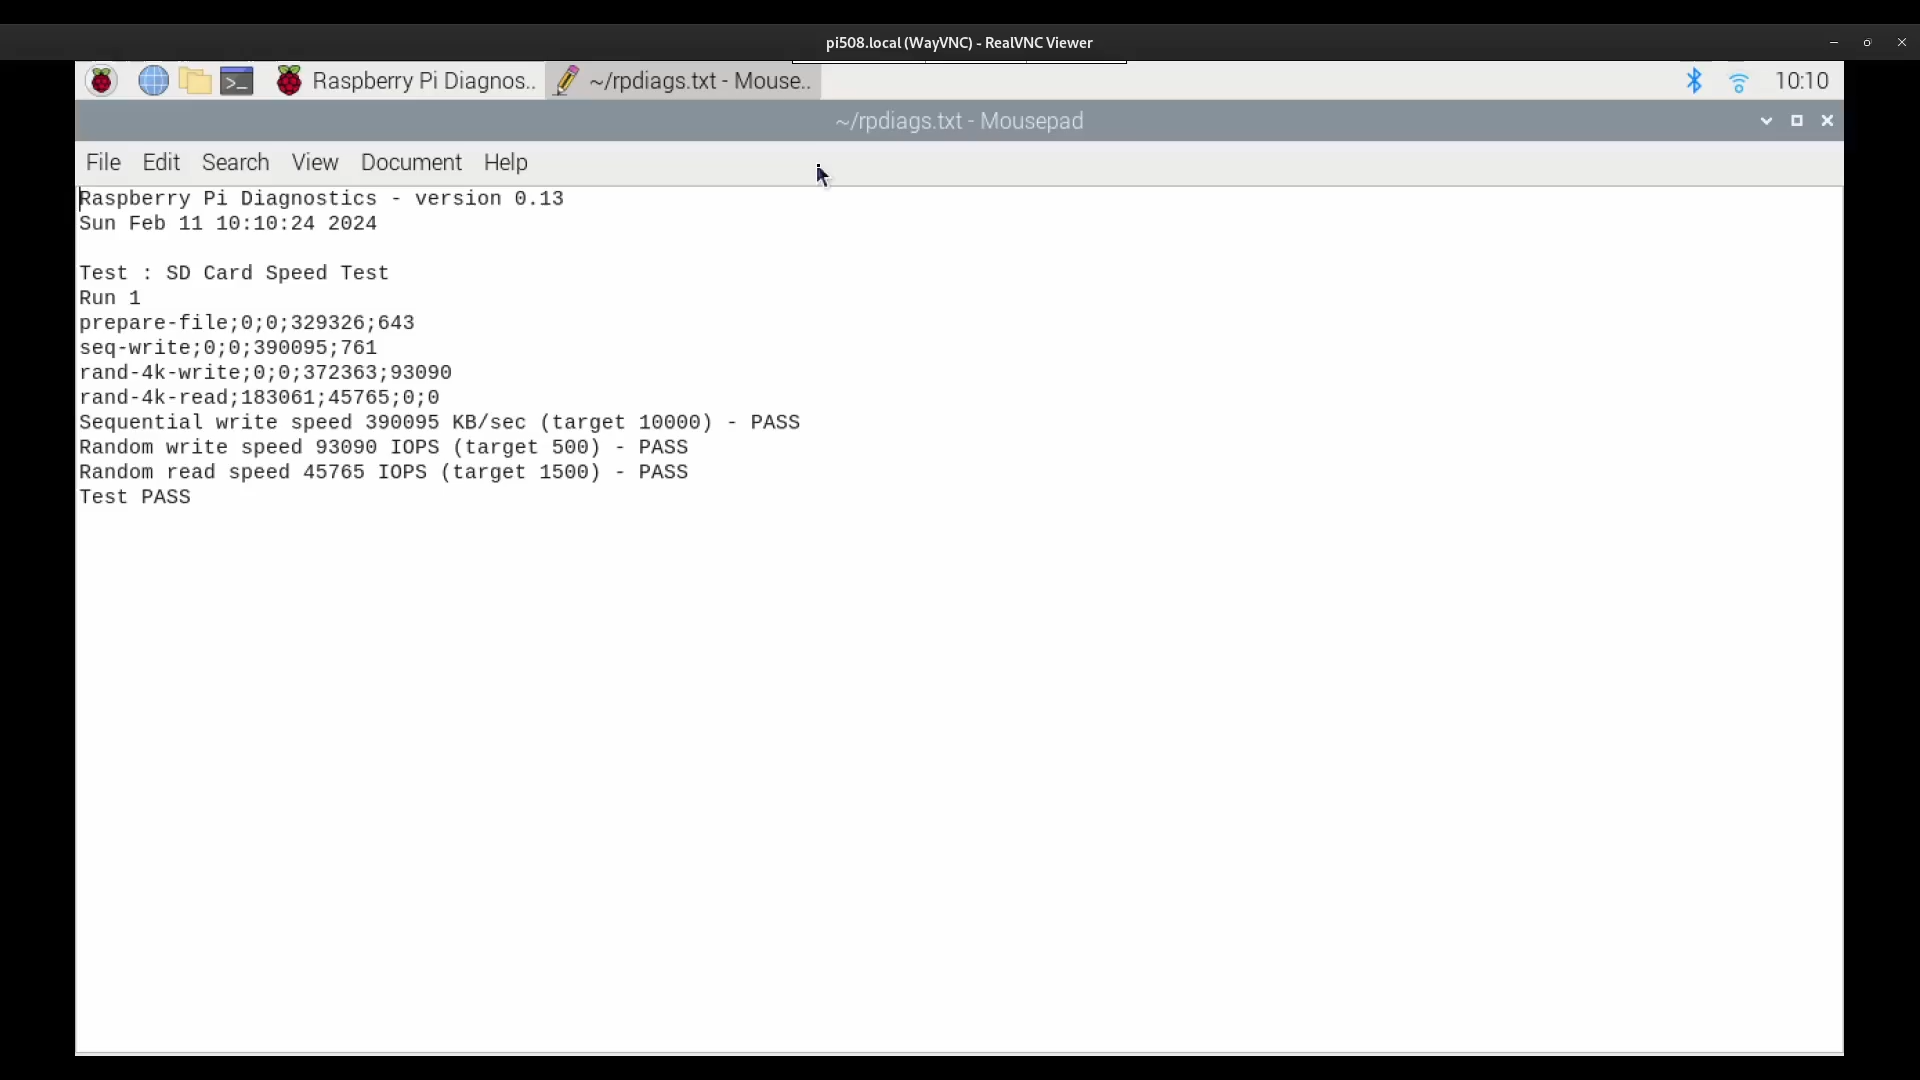 pi508.local (WayVNC) - RealVNC Viewer
Raspberry Pi Diagnos..
~/rpdiags.txt - Mouse..
10:10
~/rpdiags.txt - Mousepad
File Edit Search View Document Help
Raspberry Pi Diagnostics - version 0.13
Sun Feb 11 10:10:24 2024
Test : SD Card Speed Test
Run 1
prepare-file;0;0;329326;643
seq-write;0;0;390095;761
rand-4k-write;0;0;372363;93090
rand-4k-read;183061;45765;0;0
Sequential write speed 390095 KB/sec (target 10000) - PASS
Random write speed 93090 IOPS (target 500) - PASS
Random read speed 45765 IOPS (target 1500) - PASS
Test PASS